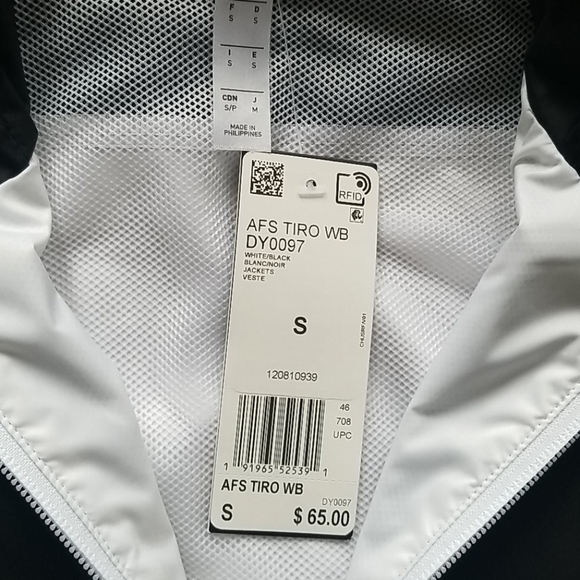 F D
S S
I E
S S
CDN J
S/P M
MADE IN
PHILIPPINES
RFID
AFS TIRO WB
DY0097
WHITE/BLACK
BLANC/NOIR
JACKETS
VESTE
S
120810939
46
708
UPC
1 91965 52539 1
AFS TIRO WB
DY0097
S $ 65.00